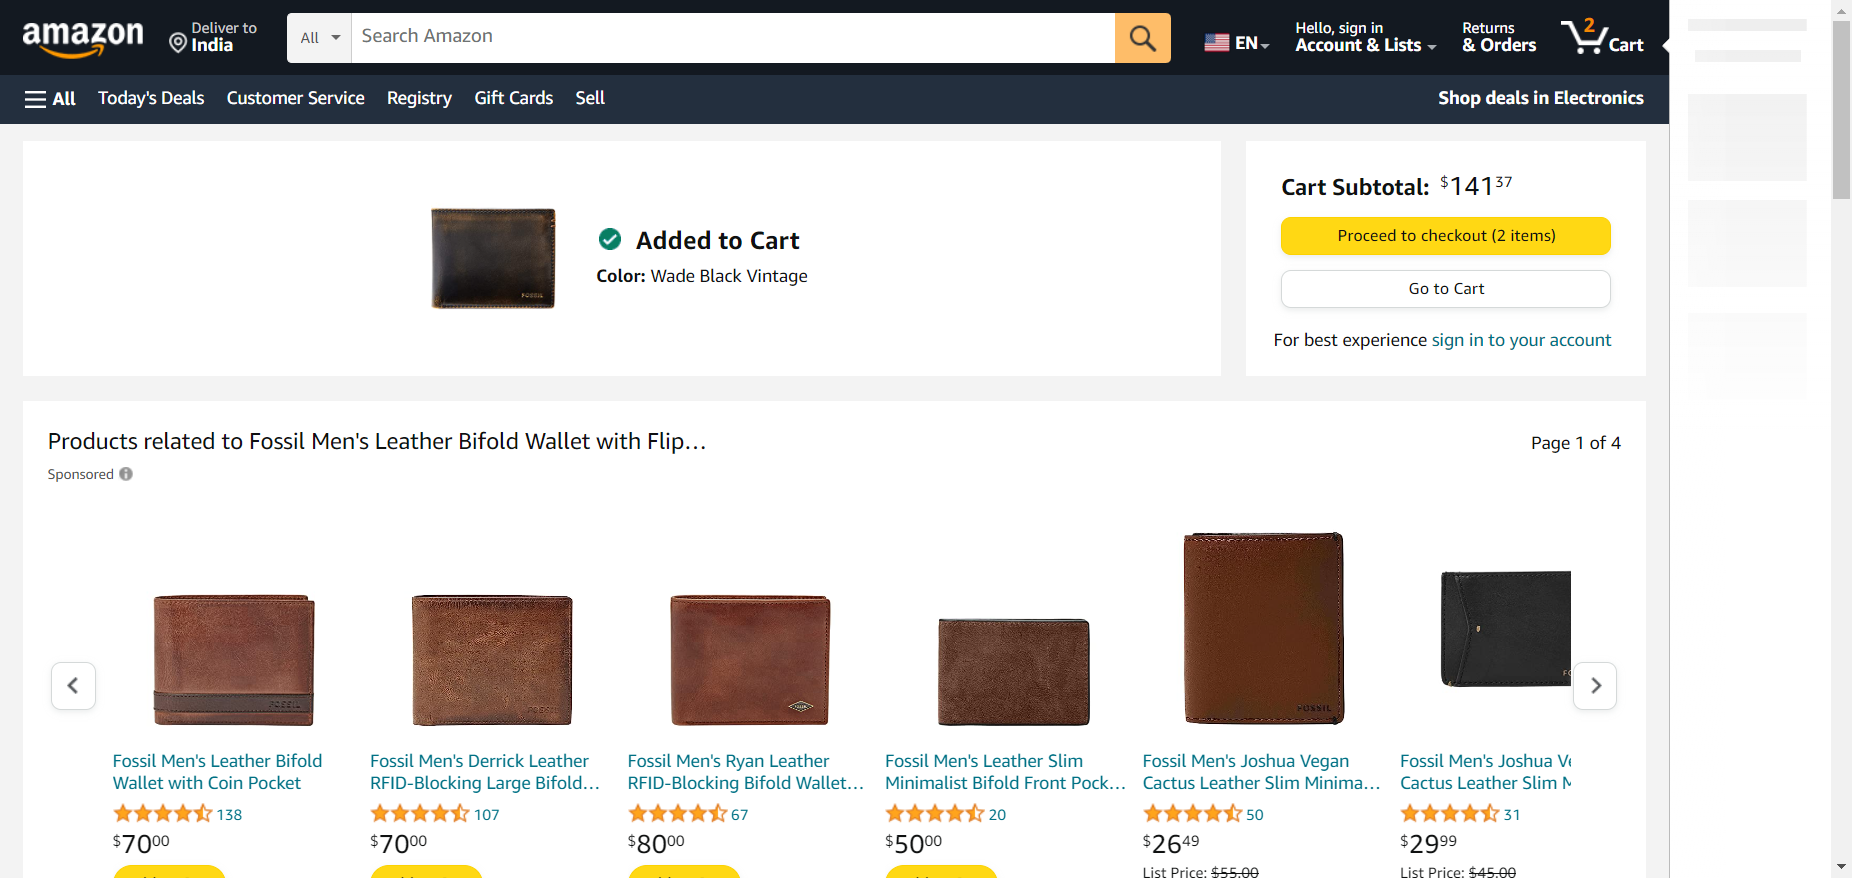 amazon
Deliver to
India
All
Search Amazon
EN
Hello, sign in
Account & Lists
Returns
& Orders
2
Cart
All
Today's Deals
Customer Service
Registry
Gift Cards
Sell
Shop deals in Electronics
FOSSIL
Added to Cart
Color: Wade Black Vintage
Cart Subtotal: $141.37
Proceed to checkout (2 items)
Go to Cart
For best experience sign in to your account
Products related to Fossil Men's Leather Bifold Wallet with Flip…
Page 1 of 4
Sponsored
FOSSIL
FOSSIL
FOSSIL
Fossil Men's Leather Bifold
Wallet with Coin Pocket
138
$70.00
Fossil Men's Derrick Leather
RFID-Blocking Large Bifold…
107
$70.00
Fossil Men's Ryan Leather
RFID-Blocking Bifold Wallet…
67
$80.00
Fossil Men's Leather Slim
Minimalist Bifold Front Pock…
20
$50.00
Fossil Men's Joshua Vegan
Cactus Leather Slim Minima…
50
$26.49
List Price: $55.00
Fossil Men's Joshua Ve
Cactus Leather Slim M
31
$29.99
List Price: $45.00